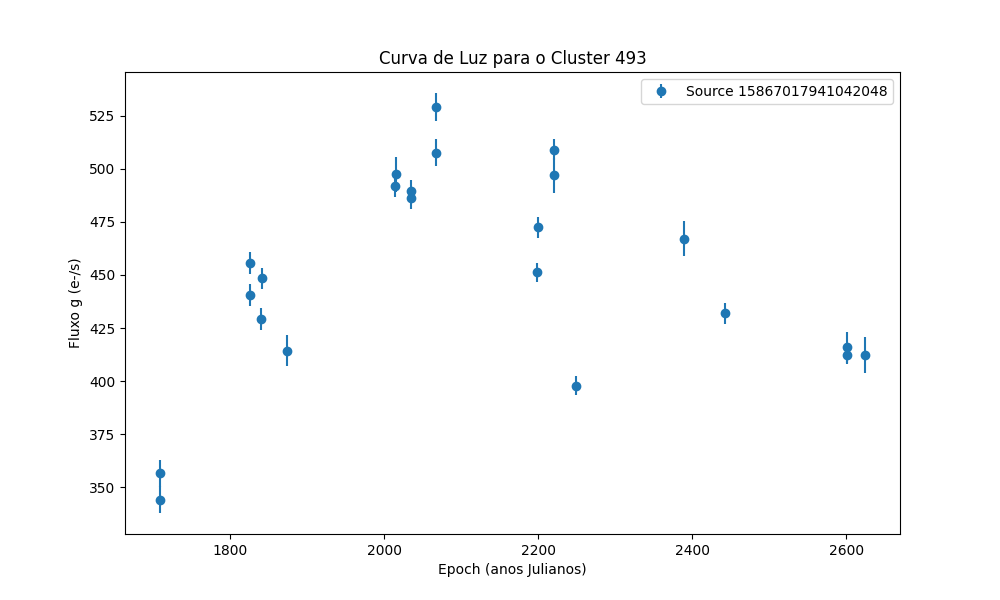 Curva de Luz para o Cluster 493
Source 15867017941042048
Fluxo g (e-/s)
525
500
475
450
425
400
375
350
1800 2000 2200 2400 2600
Epoch (anos Julianos)